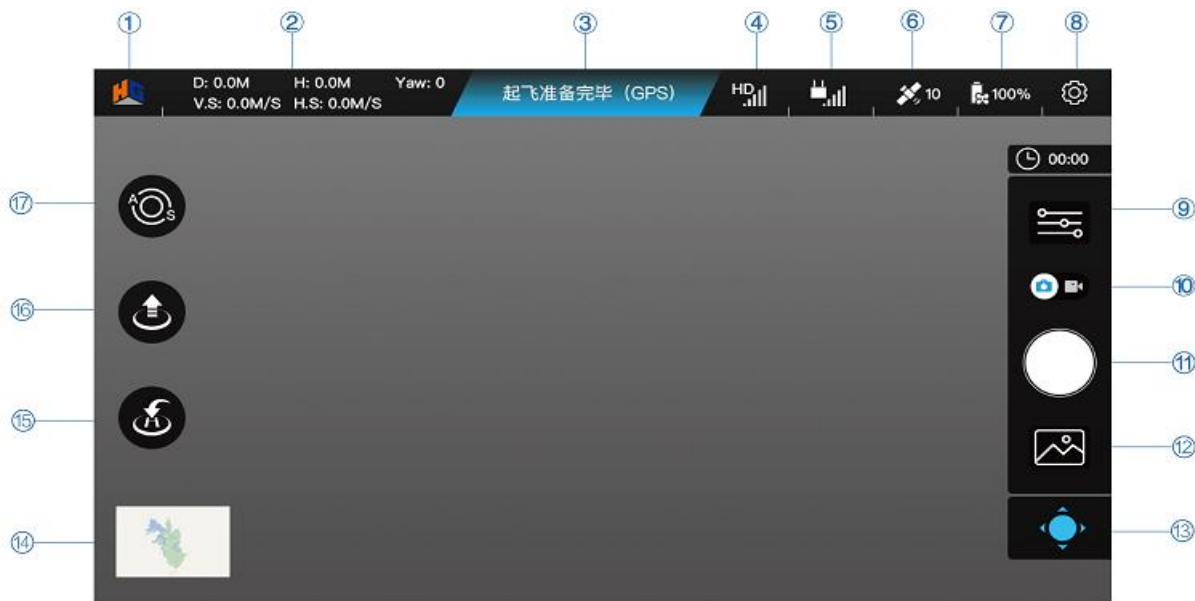 ① ② ③ ④ ⑤ ⑥ ⑦ ⑧
HG D: 0.0M H: 0.0M Yaw: 0 起飞准备完毕（GPS） HD 10 100%
V.S: 0.0M/S H.S: 0.0M/S
00:00
⑰ A S ⑨
⑩
⑯
⑪
⑮ H
⑫
⑭ ⑬